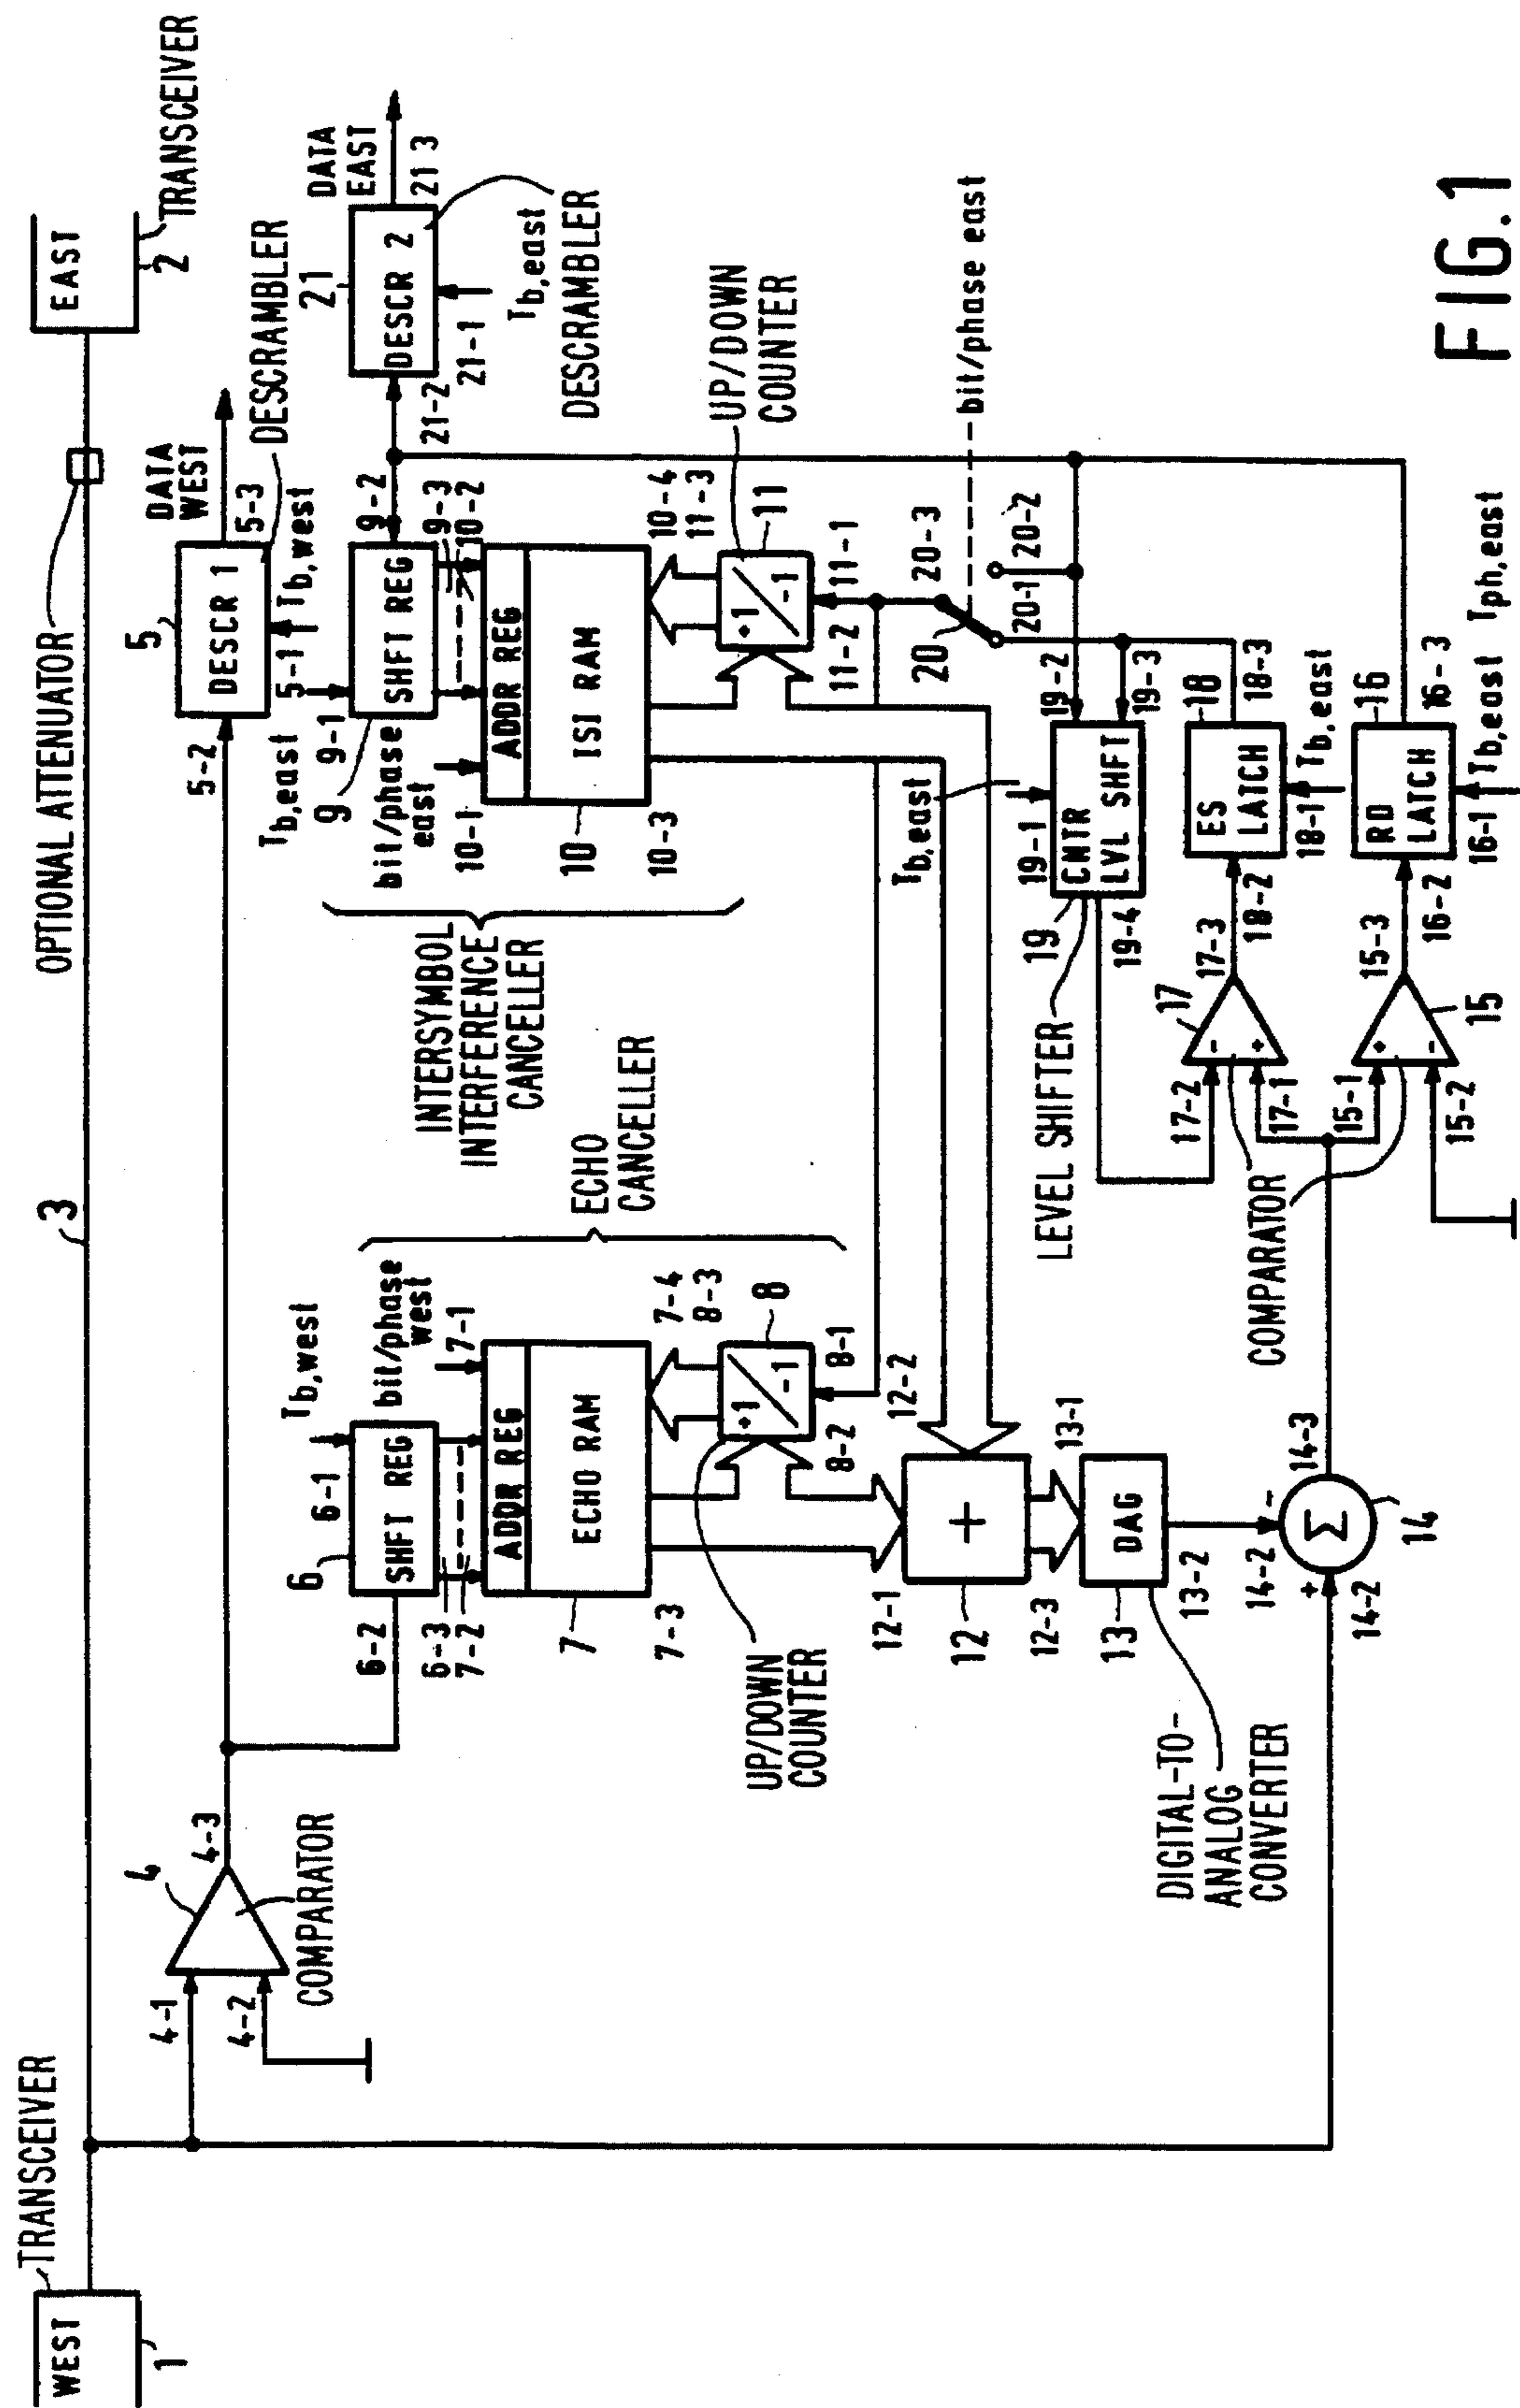 TRANSCEIVER
WEST
1
3
OPTIONAL ATTENUATOR
EAST
2
TRANSCEIVER
4
4-1
4-2
4-3
COMPARATOR
5-2
5
DESCR 1
5-1
T b,west
5-3
DATA
WEST
DESCRAMBLER
6-2
6
SHFT REG
6-1
T b,west
6-3
7-2
bit/phase
west
7-1
ADDR REG
ECHO RAM
7
7-3
7-4
8-3
+1
-1
8
8-1
8-2
UP/DOWN
COUNTER
ECHO
CANCELLER
INTERSYMBOL
INTERFERENCE
CANCELLER
T b,east
9-1
9
SHFT REG
9-2
9-3
10-2
bit/phase
east
10-1
ADDR REG
ISI RAM
10
10-3
10-4
11-3
+1
-1
11
11-1
11-2
UP/DOWN
COUNTER
21-2
21
DESCR 2
21-1
T b,east
DATA
EAST
21 3
DESCRAMBLER
12-1
12
+
12-2
12-3
13-1
13
DAG
13-2
DIGITAL-TO-
ANALOG
CONVERTER
14-2
+
14-2
-
Σ
14
14-3
LEVEL SHIFTER
T b,east
19-1
19
CNTR
LVL SHFT
19-2
19-3
19-4
20
20-1
20-2
20-3
bit/phase east
COMPARATOR
17-2
17-1
-
+
17
17-3
15-1
15-2
+
-
15
15-3
18-2
ES
LATCH
18
18-1
T b,east
18-3
16-2
RD
LATCH
16
16-1
T b,east
T ph,east
16-3
FIG. 1